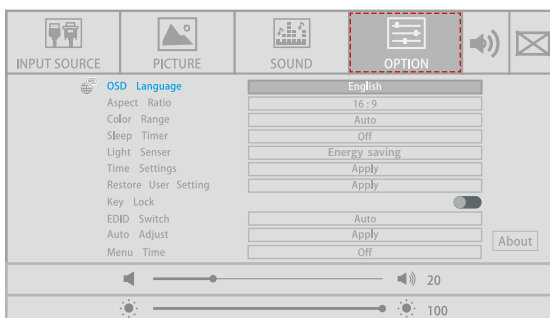 INPUT SOURCE PICTURE SOUND OPTION
OSD Language English
Aspect Ratio 16 : 9
Color Range Auto
Sleep Timer Off
Light Senser Energy saving
Time Settings Apply
Restore User Setting Apply
Key Lock
EDID Switch Auto
Auto Adjust Apply
Menu Time Off
About
20
100